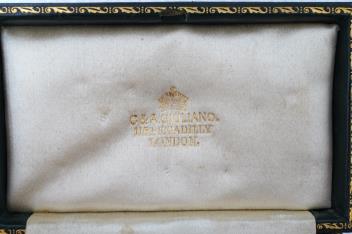 C & A GIULIANO.
115 PICCADILLY
LONDON.